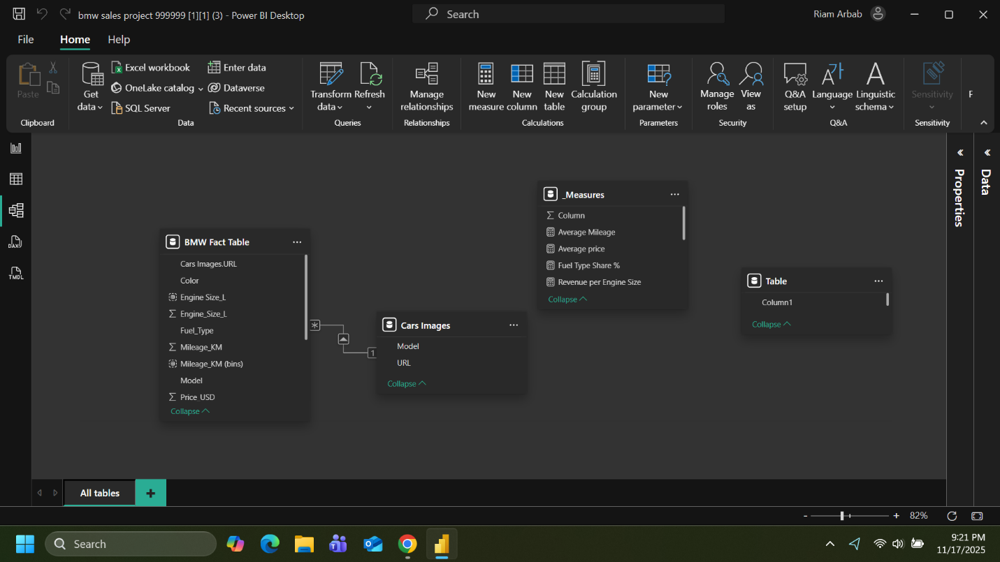 bmw sales project 999999 [1][1] (3) - Power BI Desktop
Search
Riam Arbab
File
Home
Help
Paste
Clipboard
Get
data
Excel workbook
OneLake catalog
SQL Server
Enter data
Dataverse
Recent sources
Data
Transform
data
Refresh
Queries
Manage
relationships
Relationships
New
measure
New
column
New
table
Calculation
group
Calculations
New
parameter
Parameters
Manage
roles
View
as
Security
Q&A
setup
Language
Linguistic
schema
Q&A
Sensitivity
Sensitivity
F
DAX
TMDL
BMW Fact Table
Cars Images.URL
Color
Engine Size_L
Engine_Size_L
Fuel_Type
Mileage_KM
Mileage_KM (bins)
Model
Price_USD
Collapse
*
1
Cars Images
Model
URL
Collapse
_Measures
Column
Average Mileage
Average price
Fuel Type Share %
Revenue per Engine Size
Collapse
Table
Column1
Collapse
Properties
Data
All tables
+
-
+
82%
Search
9:21 PM
11/17/2025